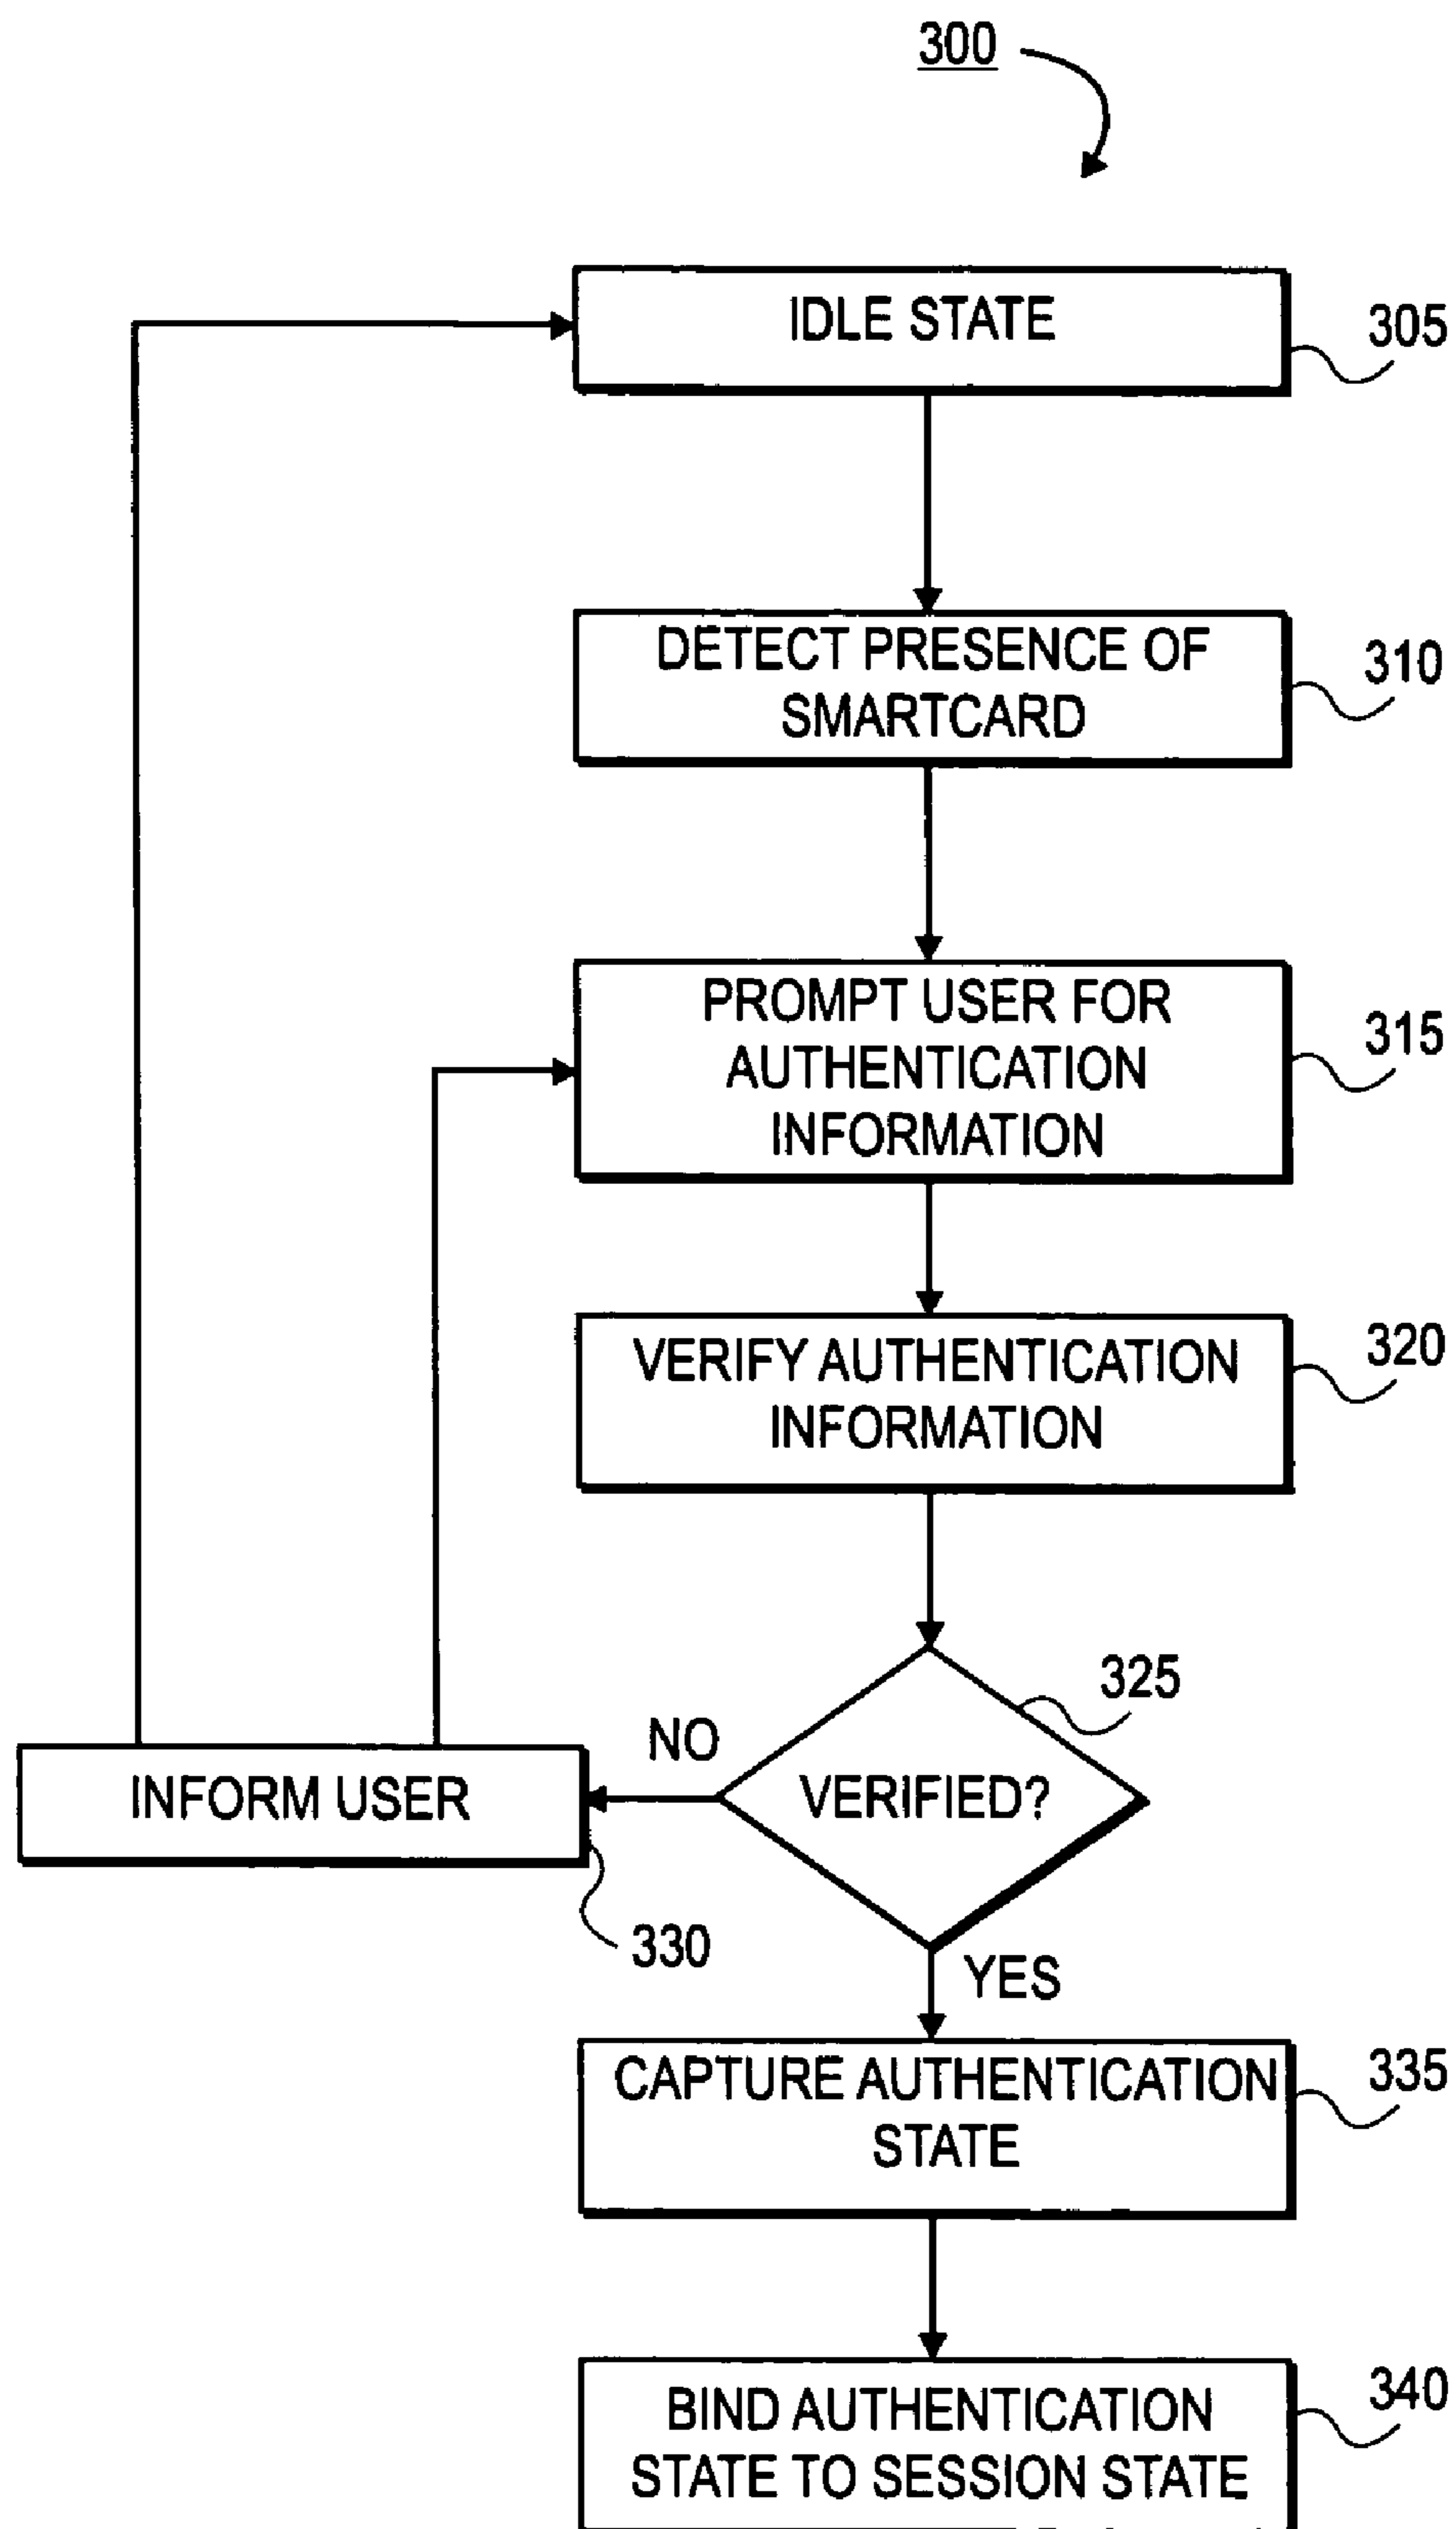 300
IDLE STATE
305
DETECT PRESENCE OF
SMARTCARD
310
PROMPT USER FOR
AUTHENTICATION
INFORMATION
315
VERIFY AUTHENTICATION
INFORMATION
320
325
NO
VERIFIED?
INFORM USER
330
YES
CAPTURE AUTHENTICATION
STATE
335
BIND AUTHENTICATION
STATE TO SESSION STATE
340